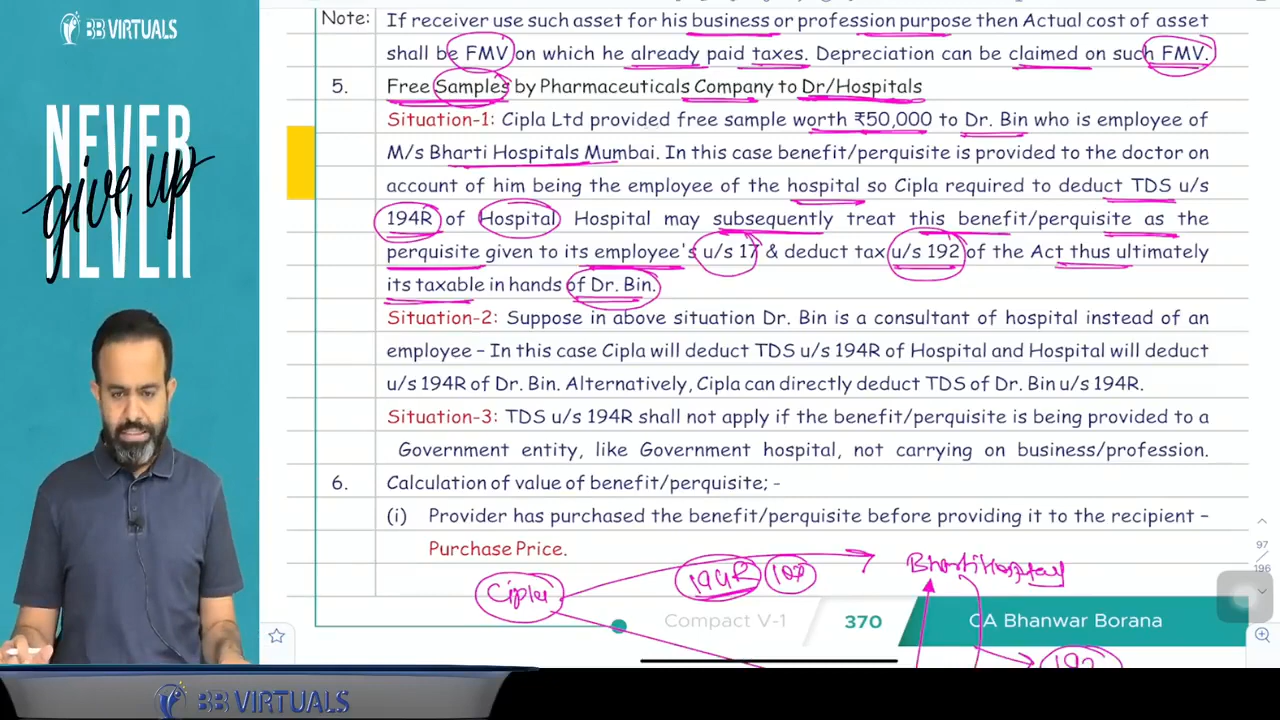 BB VIRTUALS
NEVER
give up
NEVER
Note: If receiver use such asset for his business or profession purpose then Actual cost of asset
shall be FMV on which he already paid taxes. Depreciation can be claimed on such FMV.
5. Free Samples by Pharmaceuticals Company to Dr/Hospitals
Situation-1: Cipla Ltd provided free sample worth ₹50,000 to Dr. Bin who is employee of
M/s Bharti Hospitals Mumbai. In this case benefit/perquisite is provided to the doctor on
account of him being the employee of the hospital so Cipla required to deduct TDS u/s
194R of Hospital Hospital may subsequently treat this benefit/perquisite as the
perquisite given to its employee's u/s 17 & deduct tax u/s 192 of the Act thus ultimately
its taxable in hands of Dr. Bin.
Situation-2: Suppose in above situation Dr. Bin is a consultant of hospital instead of an
employee – In this case Cipla will deduct TDS u/s 194R of Hospital and Hospital will deduct
u/s 194R of Dr. Bin. Alternatively, Cipla can directly deduct TDS of Dr. Bin u/s 194R.
Situation-3: TDS u/s 194R shall not apply if the benefit/perquisite is being provided to a
Government entity, like Government hospital, not carrying on business/profession.
6. Calculation of value of benefit/perquisite; -
(i) Provider has purchased the benefit/perquisite before providing it to the recipient –
Purchase Price.
Cipla 194R Bharti Hospital
97
196
Compact V-1 370 CA Bhanwar Borana
192
BB VIRTUALS